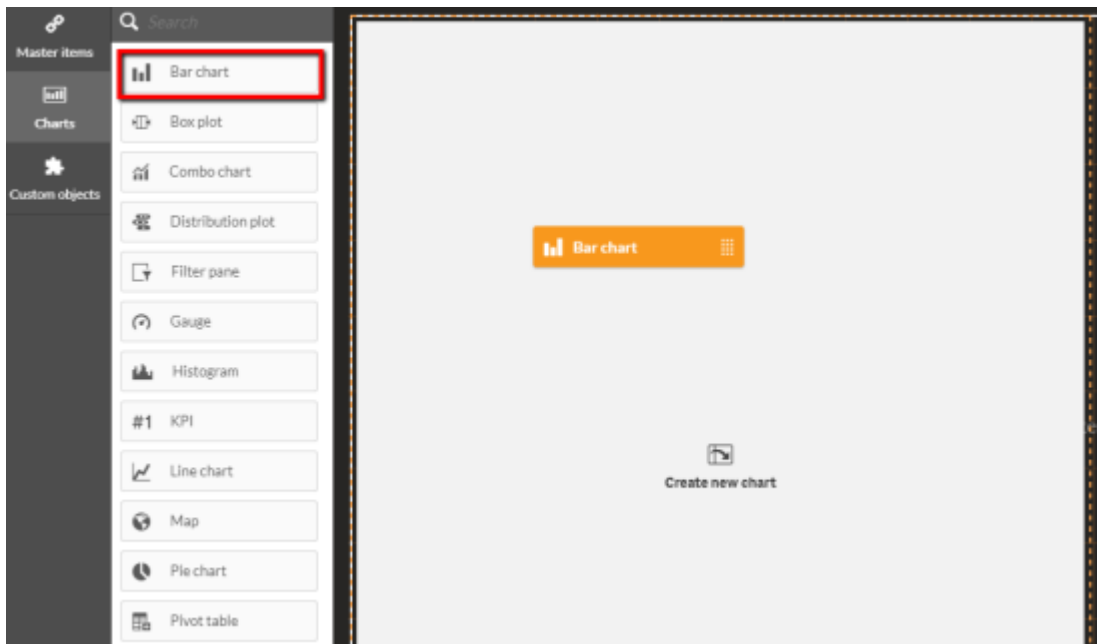 Master items
Charts
Custom objects
Search
Bar chart
Box plot
Combo chart
Distribution plot
Filter pane
Gauge
Histogram
#1 KPI
Line chart
Map
Pie chart
Pivot table
Bar chart
Create new chart